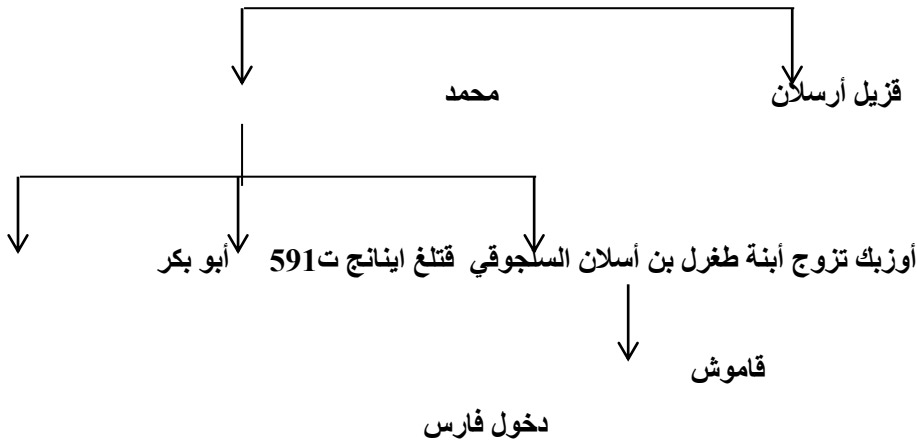 قزيل أرسلان محمد
أوزبك تزوج أبنة طغرل بن أسلان السلجوقي قتلغ اينانج ت591 أبو بكر
قاموش
دخول فارس